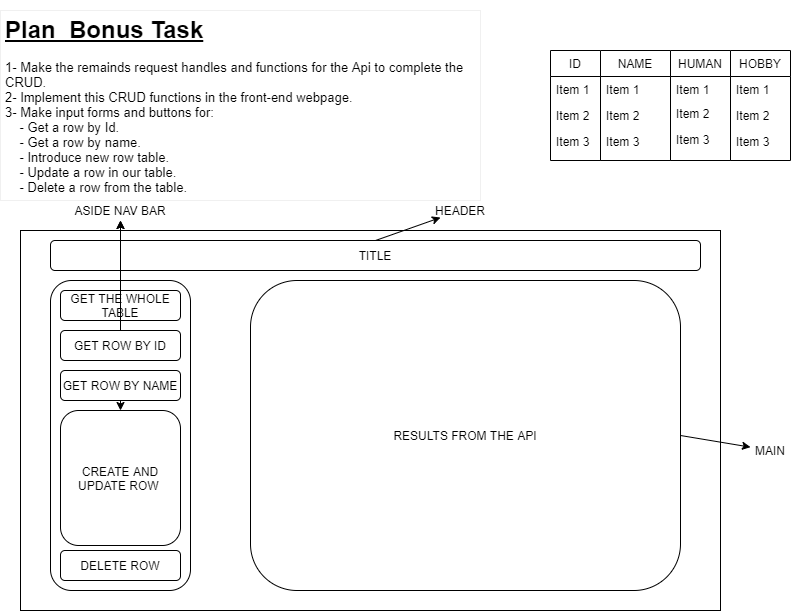 Plan Bonus Task
1- Make the remainds request handles and functions for the Api to complete the
CRUD.
2- Implement this CRUD functions in the front-end webpage.
3- Make input forms and buttons for:
- Get a row by Id.
- Get a row by name.
- Introduce new row table.
- Update a row in our table.
- Delete a row from the table.
ID NAME HUMAN HOBBY
Item 1 Item 1 Item 1 Item 1
Item 2 Item 2 Item 2 Item 2
Item 3 Item 3 Item 3 Item 3
ASIDE NAV BAR
HEADER
TITLE
GET THE WHOLE
TABLE
GET ROW BY ID
GET ROW BY NAME
CREATE AND
UPDATE ROW
DELETE ROW
RESULTS FROM THE API
MAIN